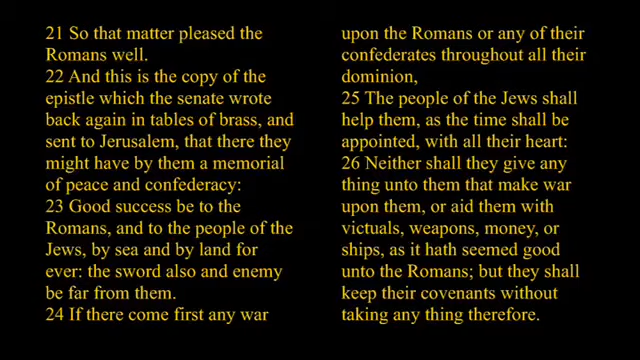 21 So that matter pleased the
Romans well.
22 And this is the copy of the
epistle which the senate wrote
back again in tables of brass, and
sent to Jerusalem, that there they
might have by them a memorial
of peace and confederacy:
23 Good success be to the
Romans, and to the people of the
Jews, by sea and by land for
ever: the sword also and enemy
be far from them.
24 If there come first any war
upon the Romans or any of their
confederates throughout all their
dominion,
25 The people of the Jews shall
help them, as the time shall be
appointed, with all their heart:
26 Neither shall they give any
thing unto them that make war
upon them, or aid them with
victuals, weapons, money, or
ships, as it hath seemed good
unto the Romans; but they shall
keep their covenants without
taking any thing therefore.